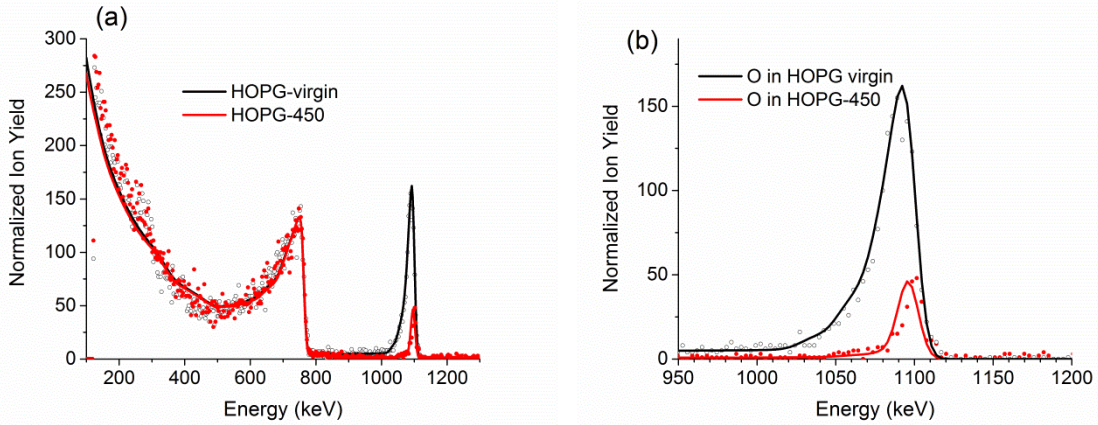 (a)
300
250
200
150
100
50
0
Normalized Ion Yield
HOPG-virgin
HOPG-450
200 400 600 800 1000 1200
Energy (keV)
(b)
150
100
50
0
Normalized Ion Yield
O in HOPG virgin
O in HOPG-450
950 1000 1050 1100 1150 1200
Energy (keV)